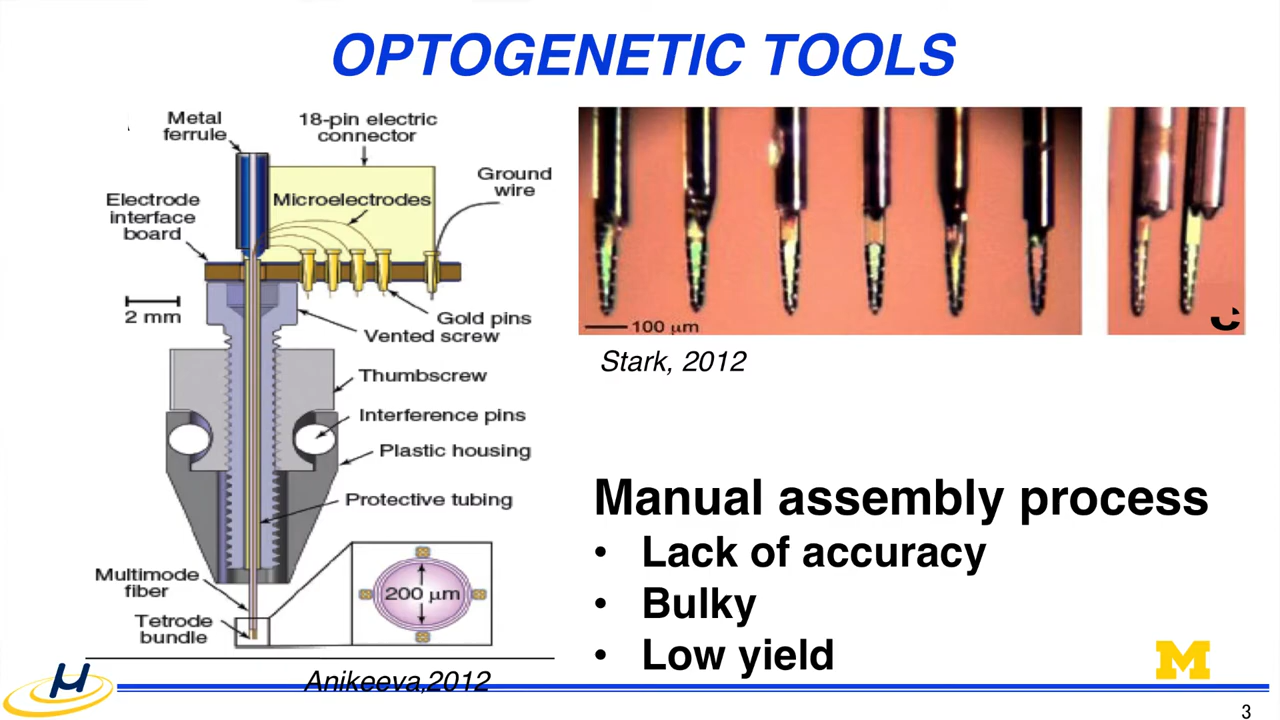 OPTOGENETIC TOOLS
Metal
ferrule
18-pin electric
connector
Ground
wire
Electrode
interface
board
Microelectrodes
2 mm
Gold pins
Vented screw
Thumbscrew
Interference pins
Plastic housing
Protective tubing
Multimode
fiber
200 μm
Tetrode
bundle
Anikeeva,2012
100 μm
Stark, 2012
Manual assembly process
• Lack of accuracy
• Bulky
• Low yield
μ
M
3